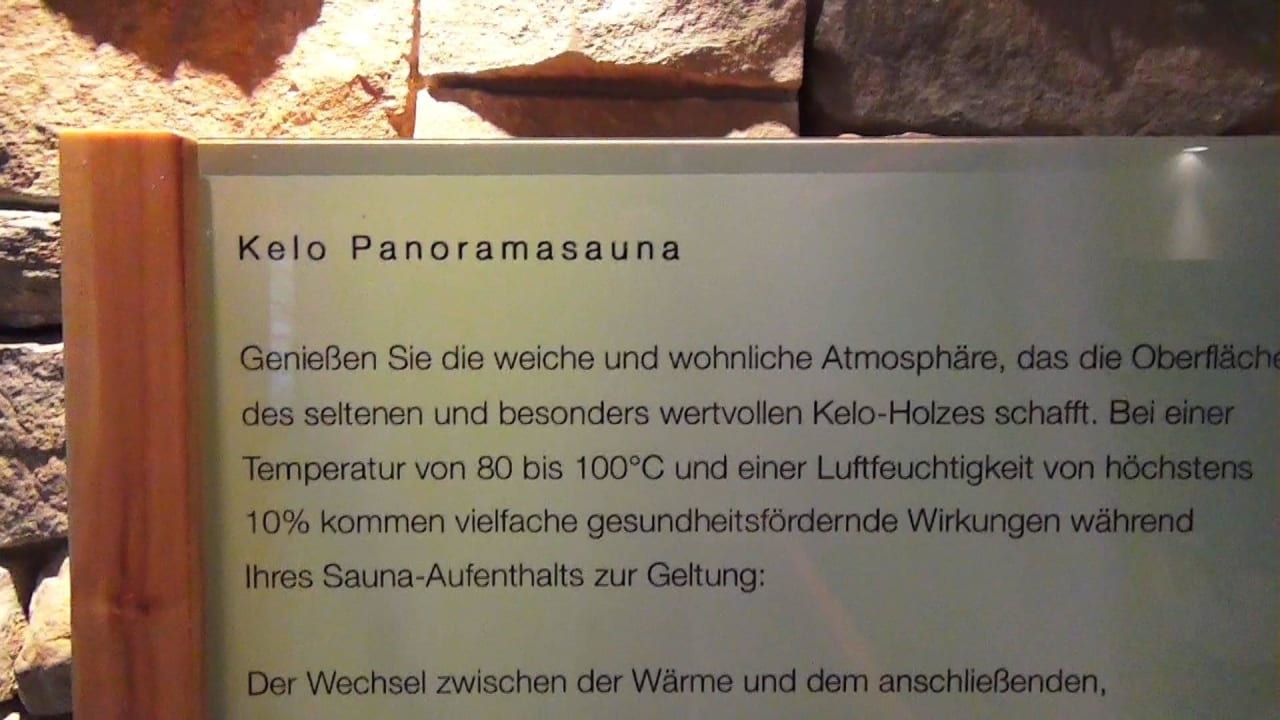 Kelo Panoramasauna
Genießen Sie die weiche und wohnliche Atmosphäre, das die Oberfläche
des seltenen und besonders wertvollen Kelo-Holzes schafft. Bei einer
Temperatur von 80 bis 100°C und einer Luftfeuchtigkeit von höchstens
10% kommen vielfache gesundheitsfördernde Wirkungen während
Ihres Sauna-Aufenthalts zur Geltung:
Der Wechsel zwischen der Wärme und dem anschließenden,